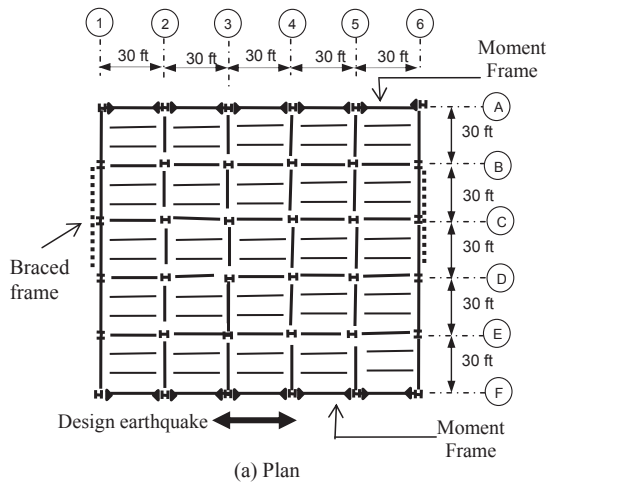 1 2 3 4 5 6
30 ft 30 ft 30 ft 30 ft 30 ft
Moment
Frame
A
30 ft
B
30 ft
C
30 ft
D
30 ft
E
30 ft
F
Braced
frame
Design earthquake
Moment
Frame
(a) Plan